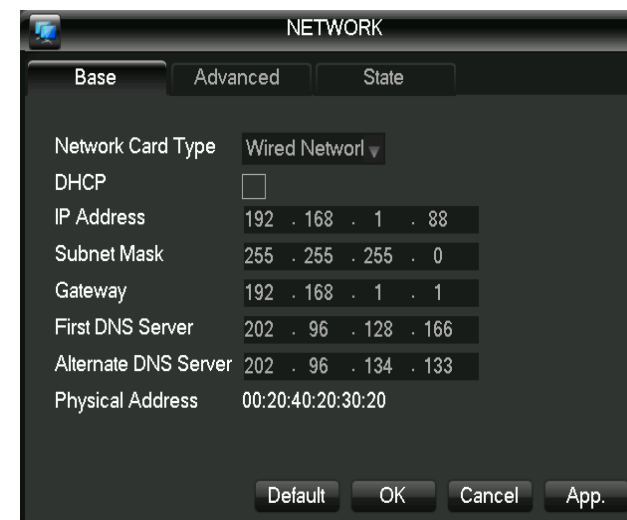 NETWORK
Base Advanced State
Network Card Type Wired Networl
DHCP
IP Address 192 . 168 . 1 . 88
Subnet Mask 255 . 255 . 255 . 0
Gateway 192 . 168 . 1 . 1
First DNS Server 202 . 96 . 128 . 166
Alternate DNS Server 202 . 96 . 134 . 133
Physical Address 00:20:40:20:30:20
Default OK Cancel App.